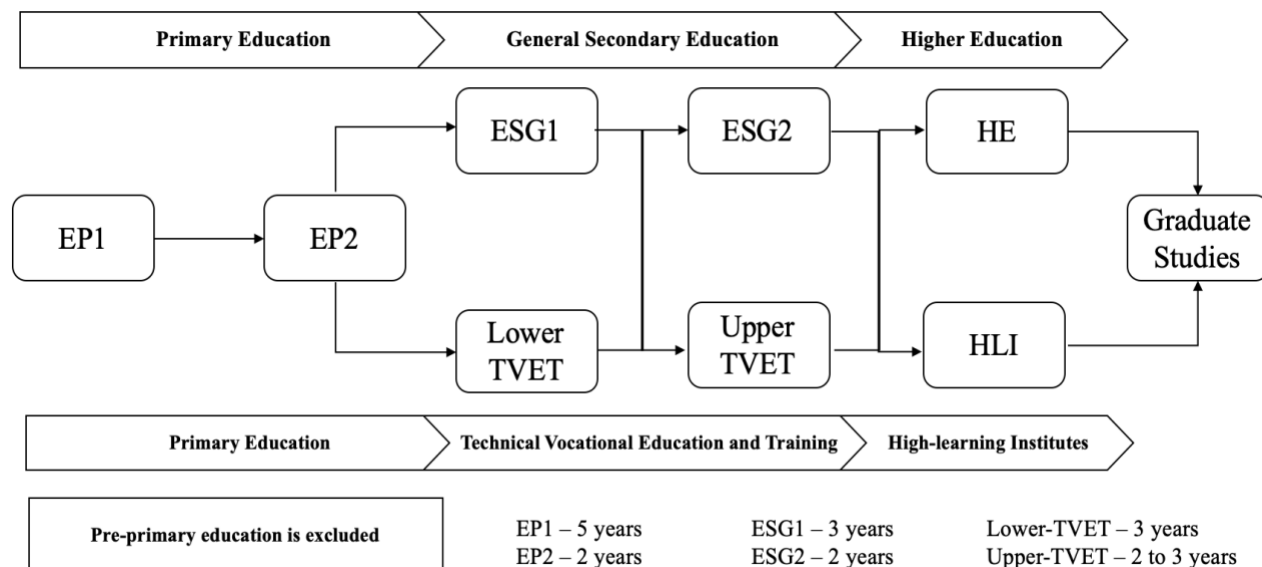 Primary Education
General Secondary Education
Higher Education
ESG1
ESG2
HE
EP1
EP2
Graduate
Studies
Lower
TVET
Upper
TVET
HLI
Primary Education
Technical Vocational Education and Training
High-learning Institutes
Pre-primary education is excluded
EP1 – 5 years
ESG1 – 3 years
Lower-TVET – 3 years
EP2 – 2 years
ESG2 – 2 years
Upper-TVET – 2 to 3 years